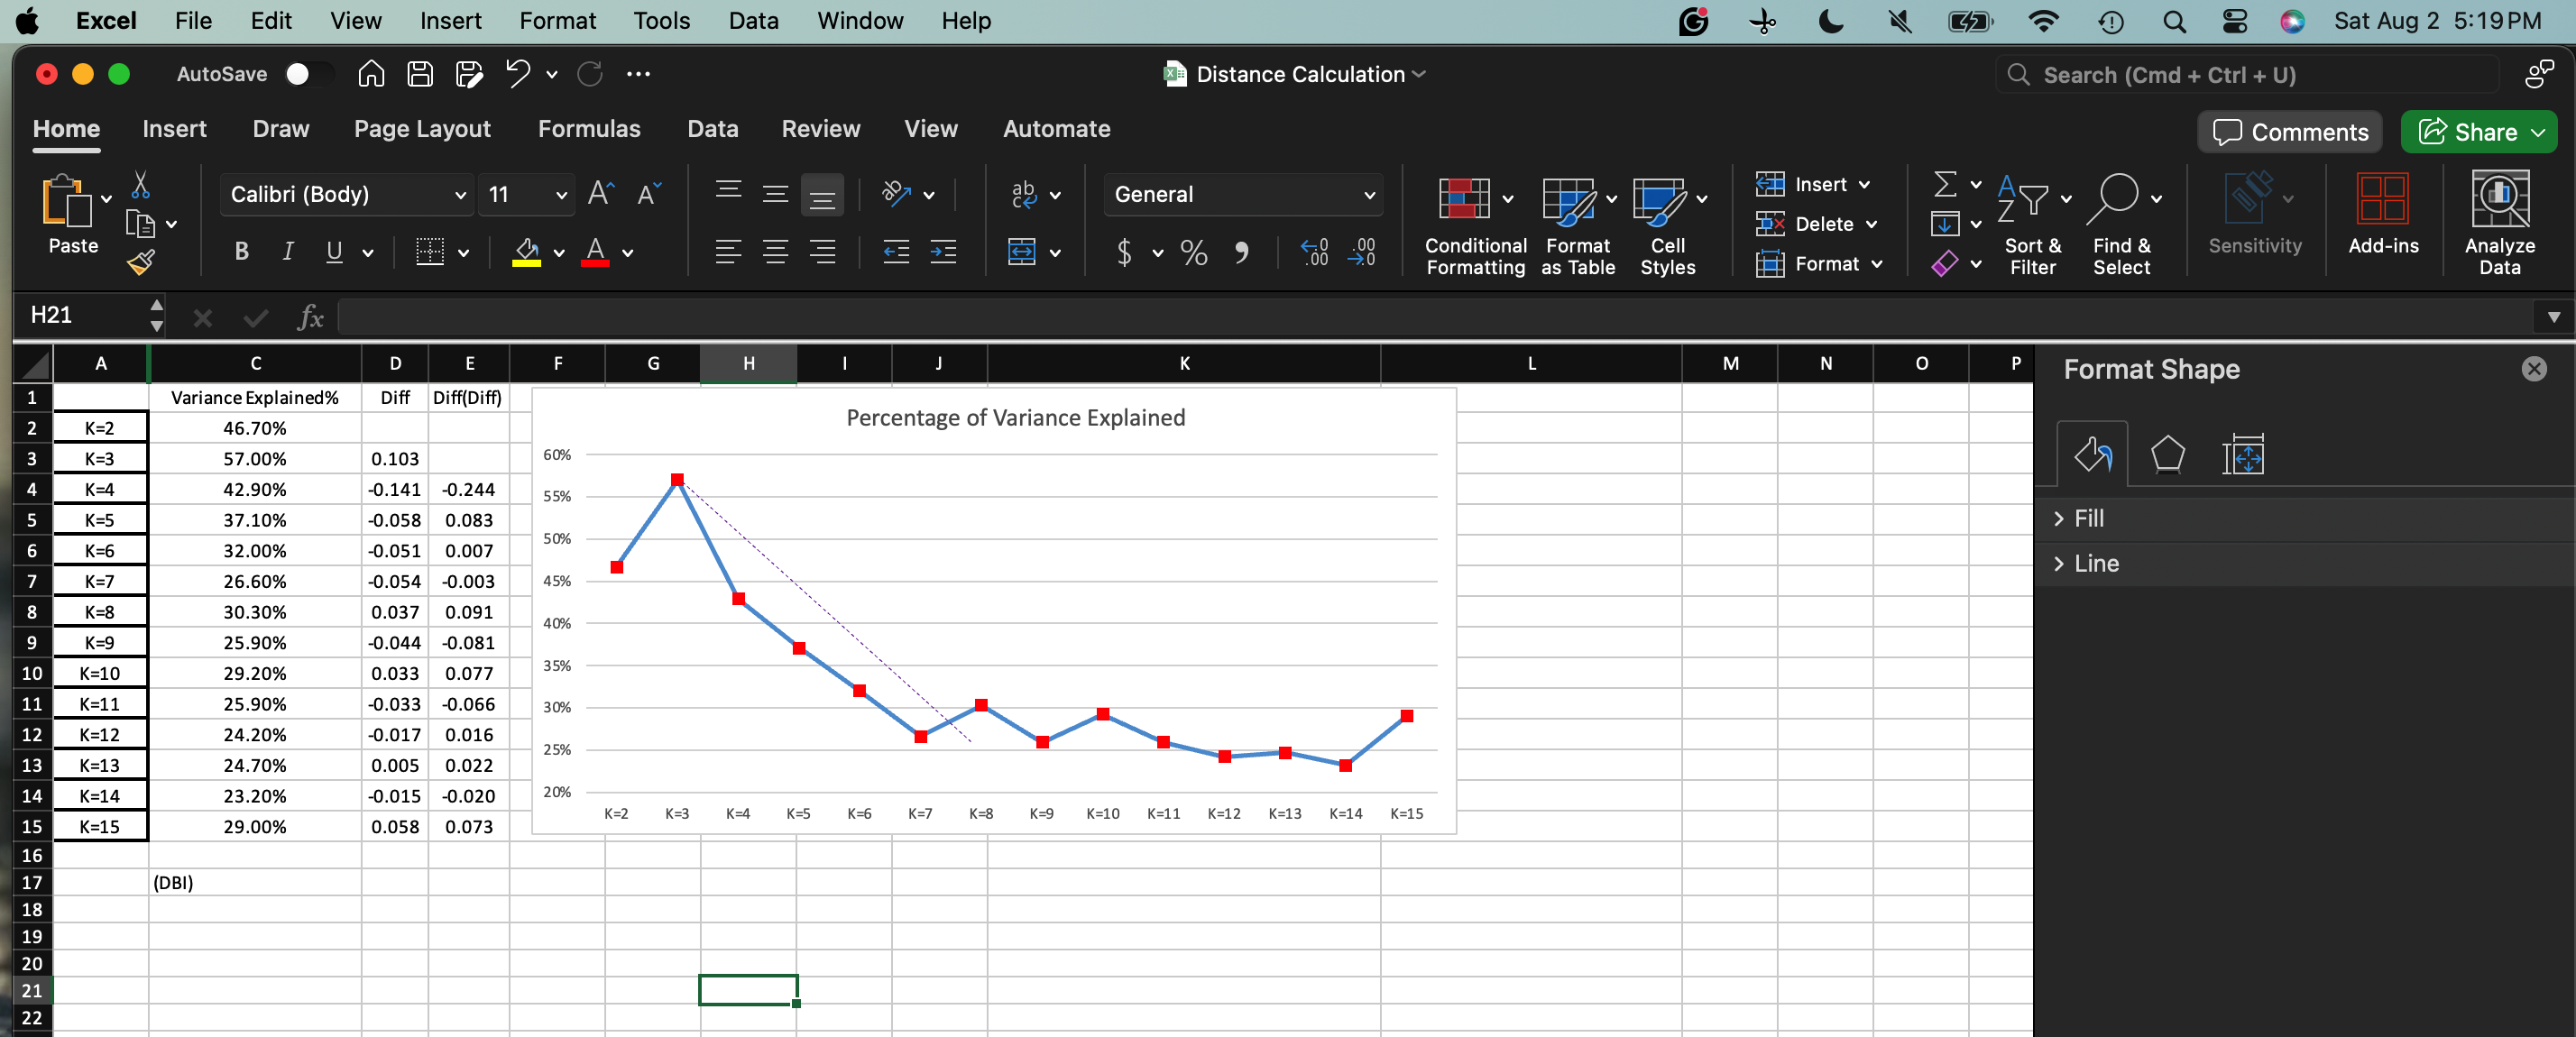 Excel File Edit View Insert Format Tools Data Window Help Sat Aug 2 5:19 PM
AutoSave Distance Calculation Search (Cmd + Ctrl + U)
Home Insert Draw Page Layout Formulas Data Review View Automate Comments Share
Paste Calibri (Body) 11 General Conditional Formatting Format as Table Cell Styles Insert Delete Format Sort & Filter Find & Select Sensitivity Add-ins Analyze Data
B I U A $ %
H21 fx
A C D E F G H I J K L M N O P
1 Variance Explained% Diff Diff(Diff)
2 K=2 46.70%
3 K=3 57.00% 0.103
4 K=4 42.90% -0.141 -0.244
5 K=5 37.10% -0.058 0.083
6 K=6 32.00% -0.051 0.007
7 K=7 26.60% -0.054 -0.003
8 K=8 30.30% 0.037 0.091
9 K=9 25.90% -0.044 -0.081
10 K=10 29.20% 0.033 0.077
11 K=11 25.90% -0.033 -0.066
12 K=12 24.20% -0.017 0.016
13 K=13 24.70% 0.005 0.022
14 K=14 23.20% -0.015 -0.020
15 K=15 29.00% 0.058 0.073
16
17 (DBI)
18
19
20
21
22
Percentage of Variance Explained
60%
55%
50%
45%
40%
35%
30%
25%
20%
K=2 K=3 K=4 K=5 K=6 K=7 K=8 K=9 K=10 K=11 K=12 K=13 K=14 K=15
Format Shape
Fill
Line